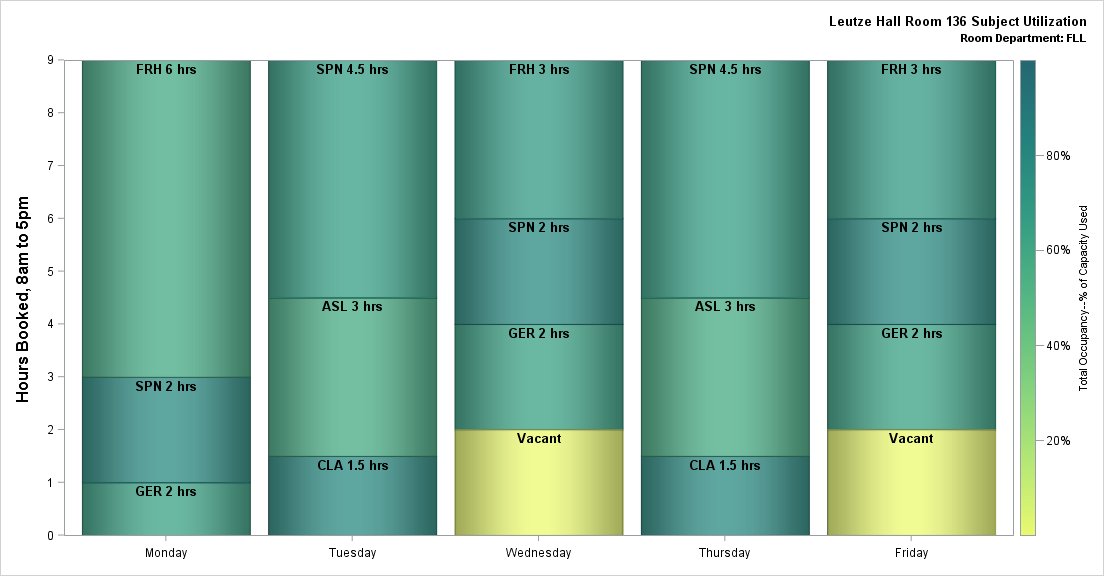 Leutze Hall Room 136 Subject Utilization
Room Department: FLL
Hours Booked, 8am to 5pm
9
8
7
6
5
4
3
2
1
0
FRH 6 hrs
SPN 2 hrs
GER 2 hrs
SPN 4.5 hrs
ASL 3 hrs
CLA 1.5 hrs
FRH 3 hrs
SPN 2 hrs
GER 2 hrs
Vacant
SPN 4.5 hrs
ASL 3 hrs
CLA 1.5 hrs
FRH 3 hrs
SPN 2 hrs
GER 2 hrs
Vacant
Monday
Tuesday
Wednesday
Thursday
Friday
80%
60%
40%
20%
Total Occupancy--% of Capacity Used